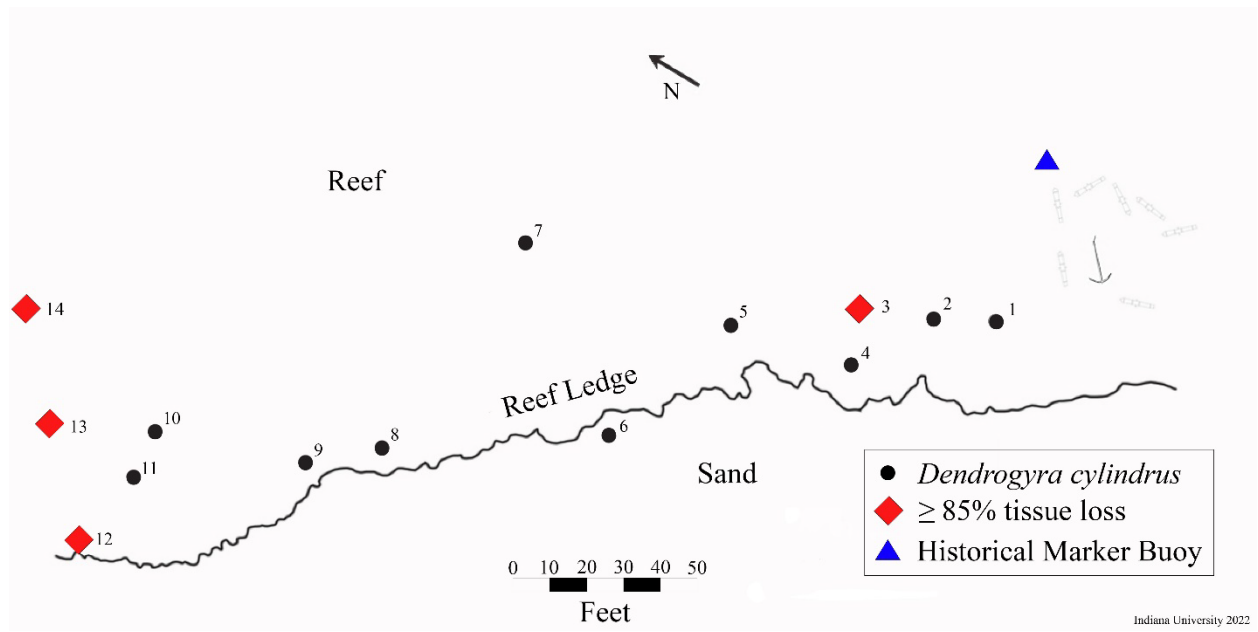 N
Reef
7
14
3
2
1
5
4
Reef Ledge
10
13
6
8
9
11
Sand
12
Dendrogyra cylindrus
≥ 85% tissue loss
Historical Marker Buoy
0 10 20 30 40 50
Feet
Indiana University 2022